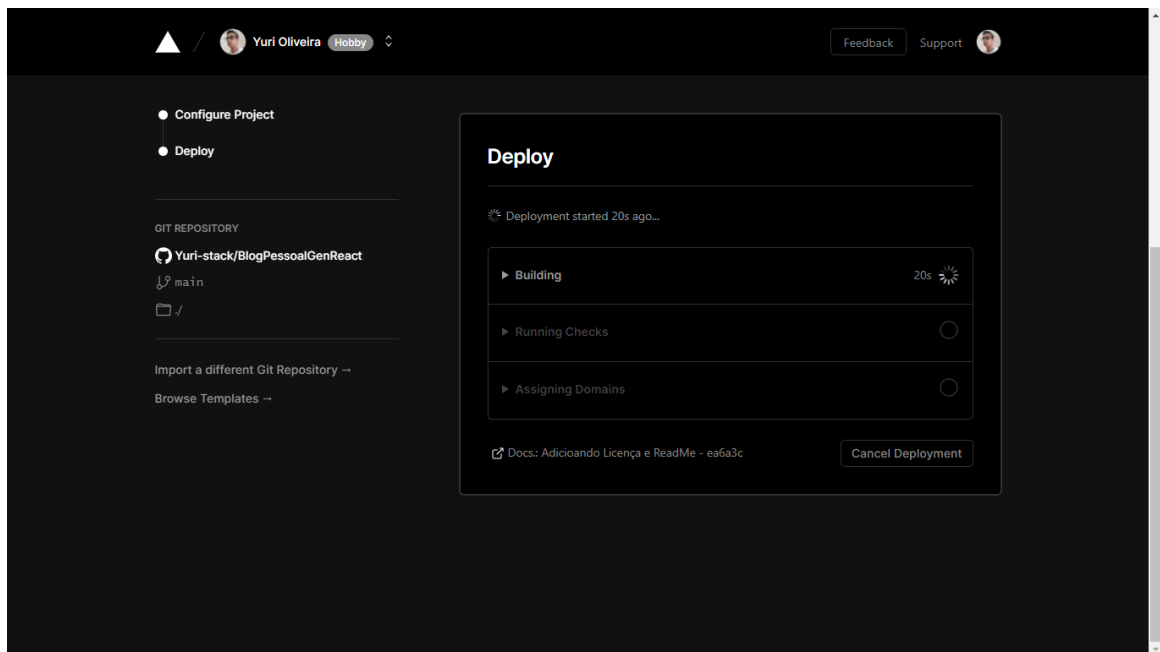 Yuri Oliveira Hobby
Feedback Support
Configure Project
Deploy
GIT REPOSITORY
Yuri-stack/BlogPessoalGenReact
main
./
Import a different Git Repository →
Browse Templates →
Deploy
Deployment started 20s ago...
Building 20s
Running Checks
Assigning Domains
Docs.: Adicioando Licença e ReadMe - ea6a3c
Cancel Deployment